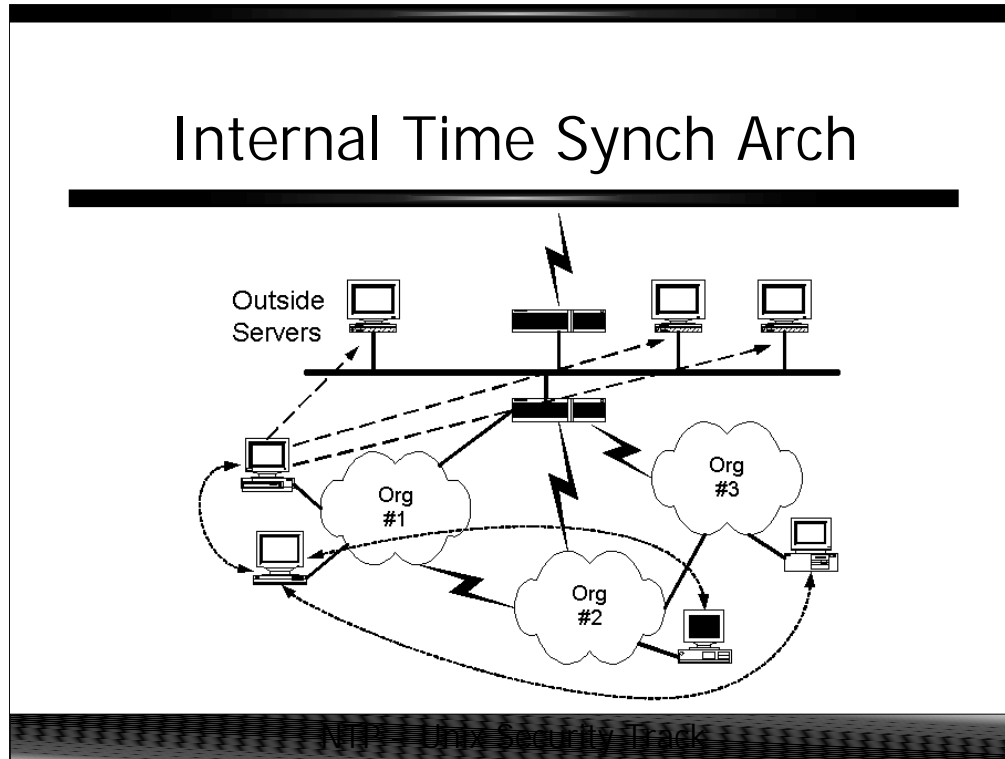 Internal Time Synch Arch
Outside
Servers
Org
#1
Org
#3
Org
#2
NTP - Unix Security Track